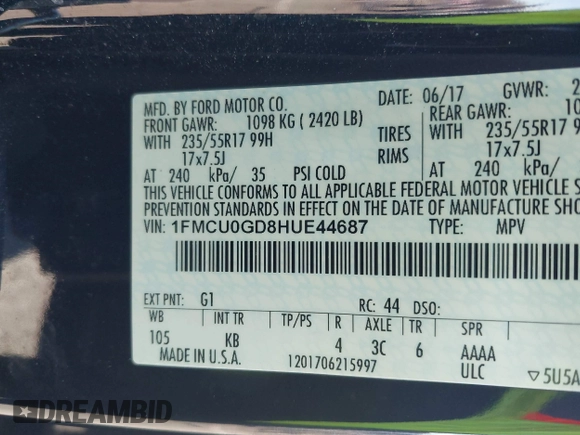 MFD. BY FORD MOTOR CO.
DATE: 06/17 GVWR: 2
FRONT GAWR: 1098 KG ( 2420 LB) REAR GAWR: 10
WITH 235/55R17 99H TIRES 235/55R17 99
17x7.5J RIMS 17x7.5J
AT 240 kPa/ 35 PSI COLD AT 240 kPa/
THIS VEHICLE CONFORMS TO ALL APPLICABLE FEDERAL MOTOR VEHICLE S
PREVENTION STANDARDS IN EFFECT ON THE DATE OF MANUFACTURE SHO
VIN: 1FMCU0GD8HUE44687 TYPE: MPV
EXT PNT: G1 RC: 44 DSO:
WB INT TR TP/PS R AXLE TR SPR
105 KB 4 3C 6 AAAA
MADE IN U.S.A. 1201706215997 ULC ▽5U5A
DREAMBID